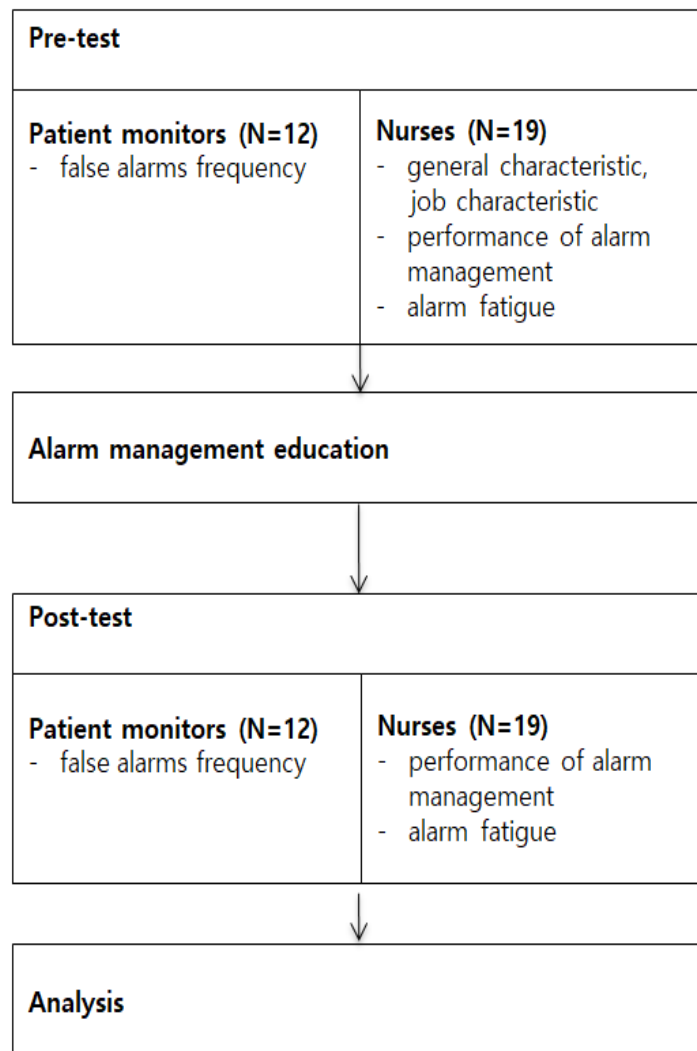 Pre-test
Patient monitors (N=12)
- false alarms frequency
Nurses (N=19)
- general characteristic,
job characteristic
- performance of alarm
management
- alarm fatigue
Alarm management education
Post-test
Patient monitors (N=12)
- false alarms frequency
Nurses (N=19)
- performance of alarm
management
- alarm fatigue
Analysis